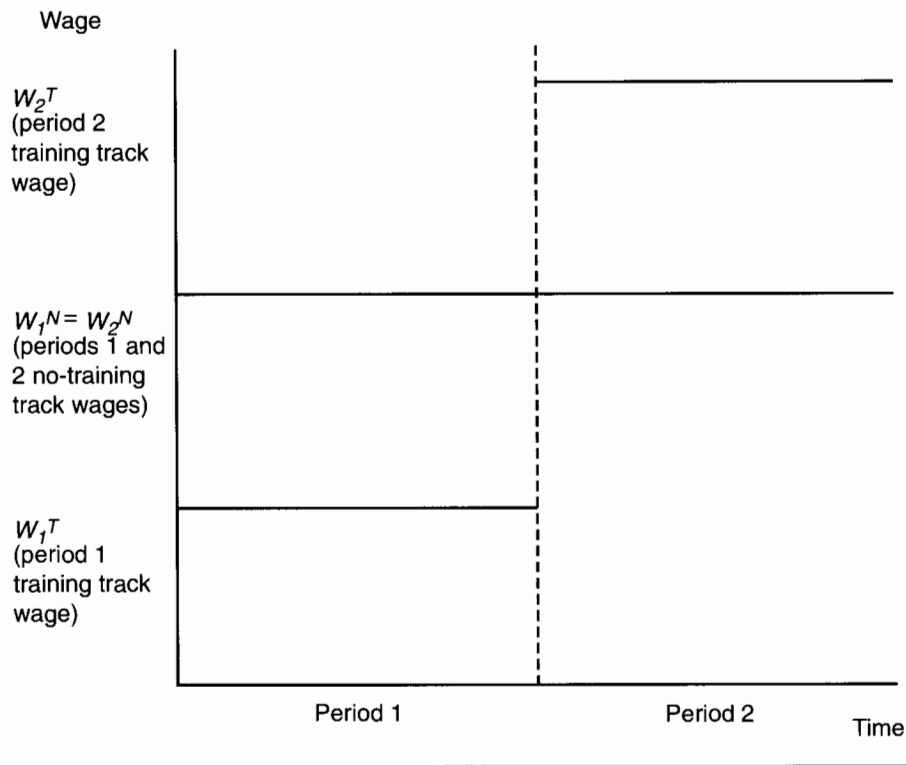 Wage
W₂ᵀ
(period 2
training track
wage)
W₁ᴺ = W₂ᴺ
(periods 1 and
2 no-training
track wages)
W₁ᵀ
(period 1
training track
wage)
Period 1
Period 2
Time